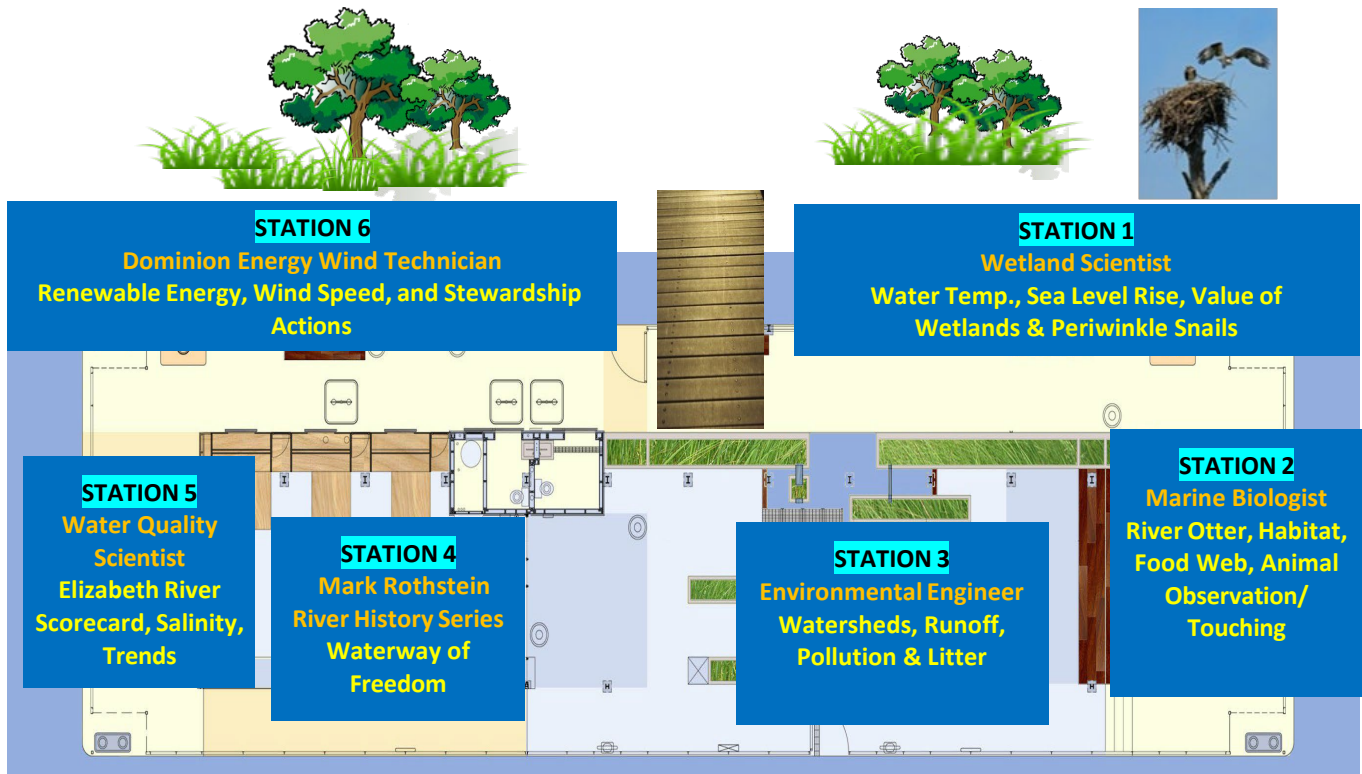 STATION 6
Dominion Energy Wind Technician
Renewable Energy, Wind Speed, and Stewardship
Actions
STATION 1
Wetland Scientist
Water Temp., Sea Level Rise, Value of
Wetlands & Periwinkle Snails
STATION 5
Water Quality
Scientist
Elizabeth River
Scorecard, Salinity,
Trends
STATION 4
Mark Rothstein
River History Series
Waterway of
Freedom
STATION 3
Environmental Engineer
Watersheds, Runoff,
Pollution & Litter
STATION 2
Marine Biologist
River Otter, Habitat,
Food Web, Animal
Observation/
Touching